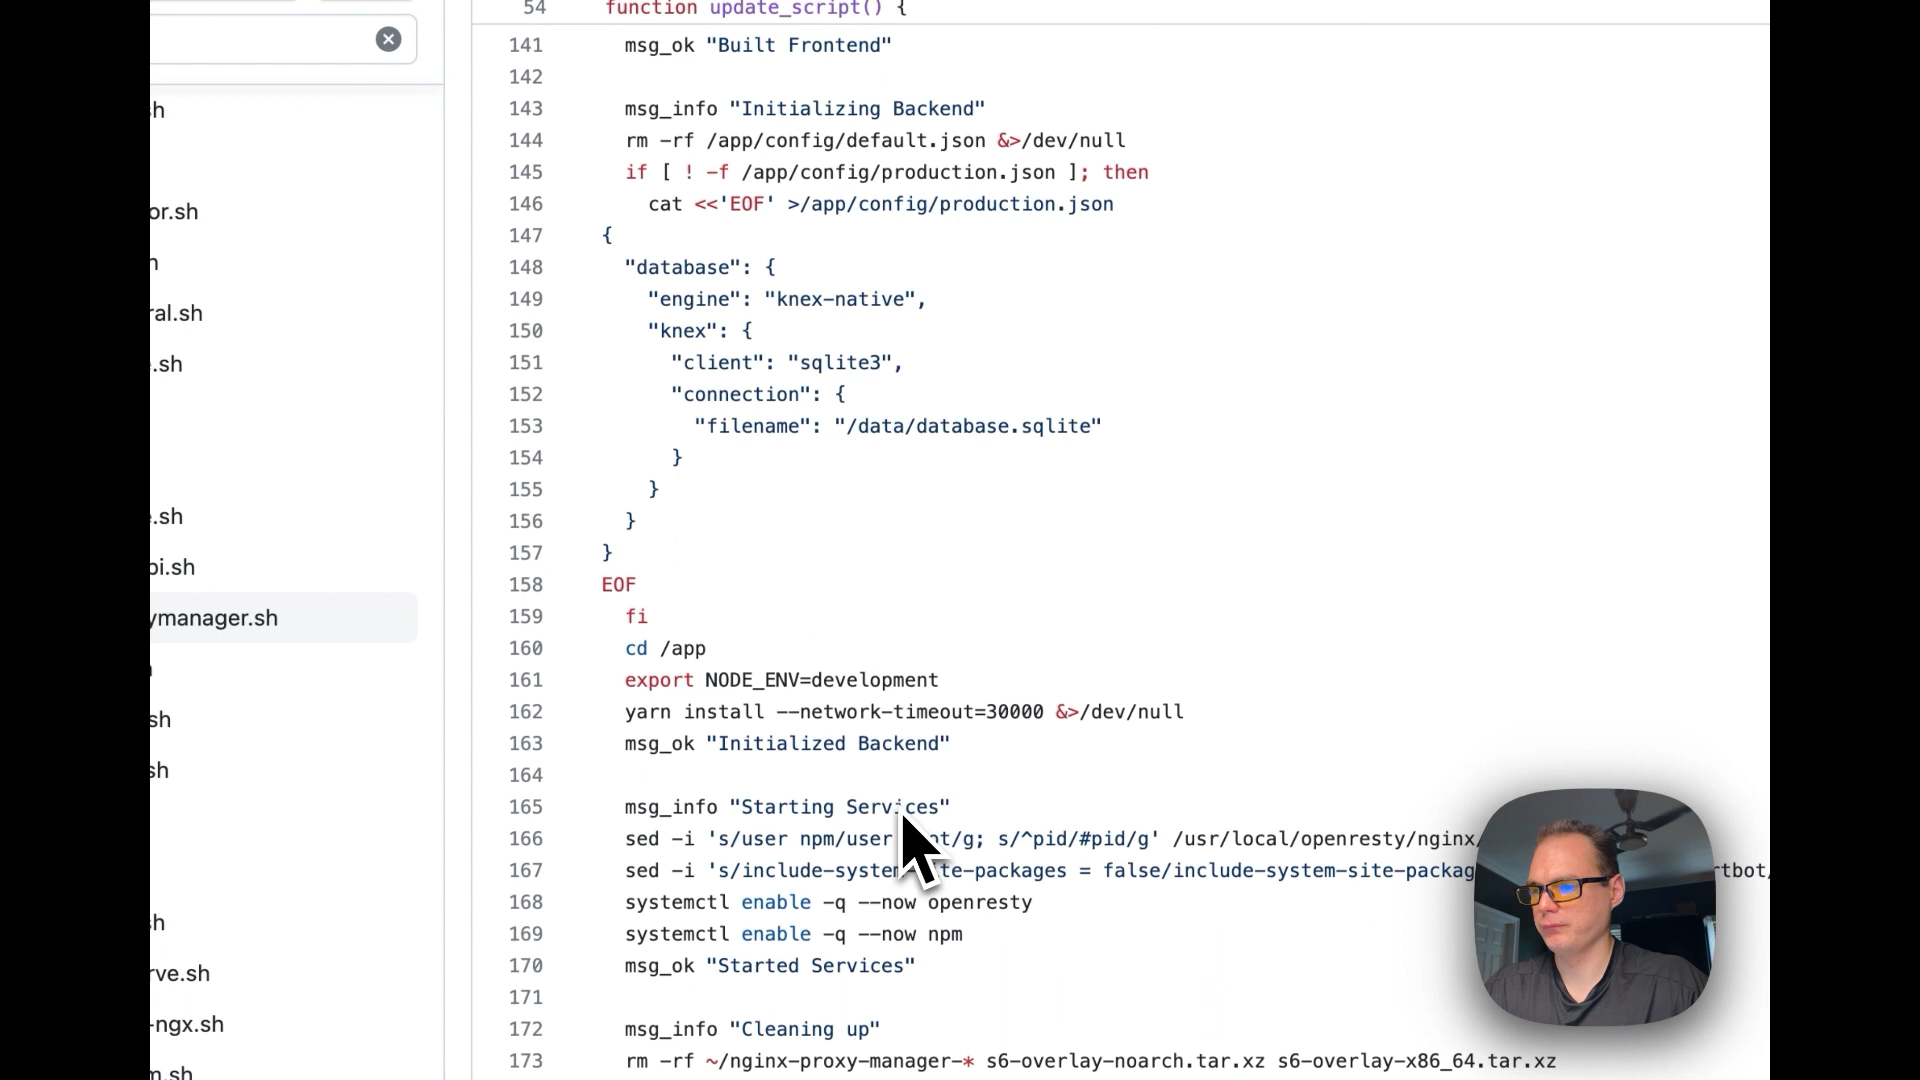 54 function update_script() {
141 msg_ok "Built Frontend"
142
143 msg_info "Initializing Backend"
144 rm -rf /app/config/default.json &>/dev/null
145 if [ ! -f /app/config/production.json ]; then
146 cat <<'EOF' >/app/config/production.json
147 {
148 "database": {
149 "engine": "knex-native",
150 "knex": {
151 "client": "sqlite3",
152 "connection": {
153 "filename": "/data/database.sqlite"
154 }
155 }
156 }
157 }
158 EOF
159 fi
160 cd /app
161 export NODE_ENV=development
162 yarn install --network-timeout=30000 &>/dev/null
163 msg_ok "Initialized Backend"
164
165 msg_info "Starting Services"
166 sed -i 's/user npm/user ot/g; s/^pid/#pid/g' /usr/local/openresty/nginx/
167 sed -i 's/include-system-site-packages = false/include-system-site-packag rtbot/
168 systemctl enable -q --now openresty
169 systemctl enable -q --now npm
170 msg_ok "Started Services"
171
172 msg_info "Cleaning up"
173 rm -rf ~/nginx-proxy-manager-* s6-overlay-noarch.tar.xz s6-overlay-x86_64.tar.xz
sh
or.sh
n
ral.sh
e.sh
e.sh
pi.sh
ymanager.sh
sh
sh
sh
rve.sh
-ngx.sh
m.sh